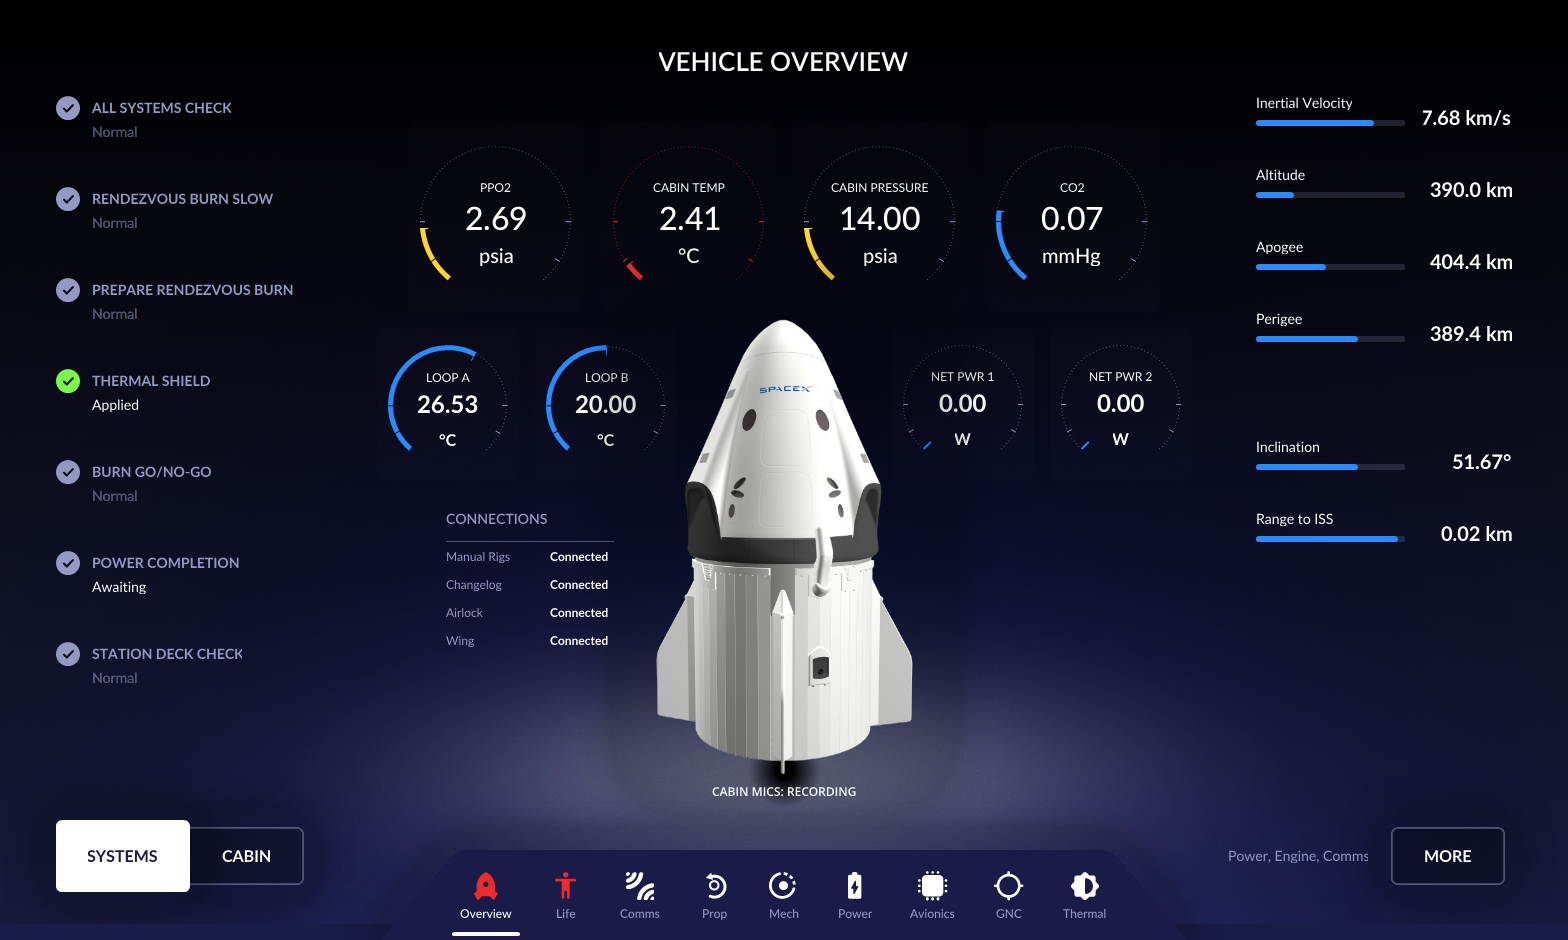 VEHICLE OVERVIEW
ALL SYSTEMS CHECK
Normal
RENDEZVOUS BURN SLOW
Normal
PREPARE RENDEZVOUS BURN
Normal
THERMAL SHIELD
Applied
BURN GO/NO-GO
Normal
POWER COMPLETION
Awaiting
STATION DECK CHECK
Normal
PPO2
2.69
psia
CABIN TEMP
2.41
°C
CABIN PRESSURE
14.00
psia
CO2
0.07
mmHg
LOOP A
26.53
°C
LOOP B
20.00
°C
SPACEX
NET PWR 1
0.00
W
NET PWR 2
0.00
W
CONNECTIONS
Manual Rigs Connected
Changelog Connected
Airlock Connected
Wing Connected
CABIN MICS: RECORDING
Inertial Velocity 7.68 km/s
Altitude 390.0 km
Apogee 404.4 km
Perigee 389.4 km
Inclination 51.67°
Range to ISS 0.02 km
SYSTEMS CABIN
Overview Life Comms Prop Mech Power Avionics GNC Thermal
Power, Engine, Comms MORE